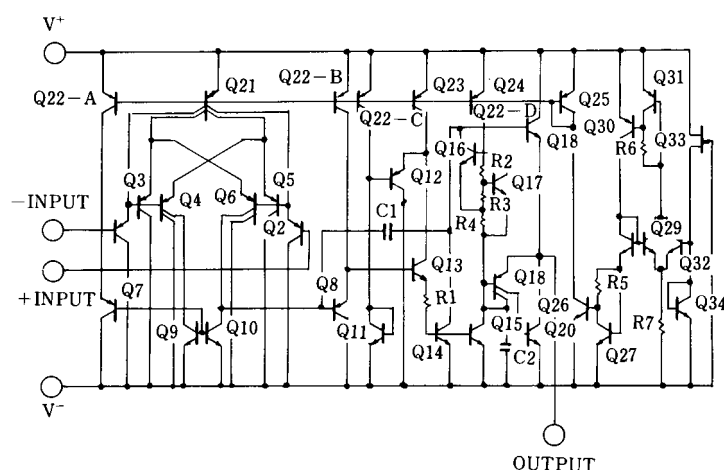 V+
Q21
Q22-B
Q23
Q24
Q31
Q22-A
Q22-C
Q22-D
Q25
Q30
Q33
Q18
R6
Q16
R2
Q3
Q4
Q6
Q5
Q12
Q17
R3
-INPUT
Q2
C1
R4
Q29
Q32
+INPUT
Q13
Q18
Q7
Q8
R1
Q26
R5
Q34
Q9
Q10
Q11
Q14
Q15
C2
Q20
Q27
R7
V-
OUTPUT